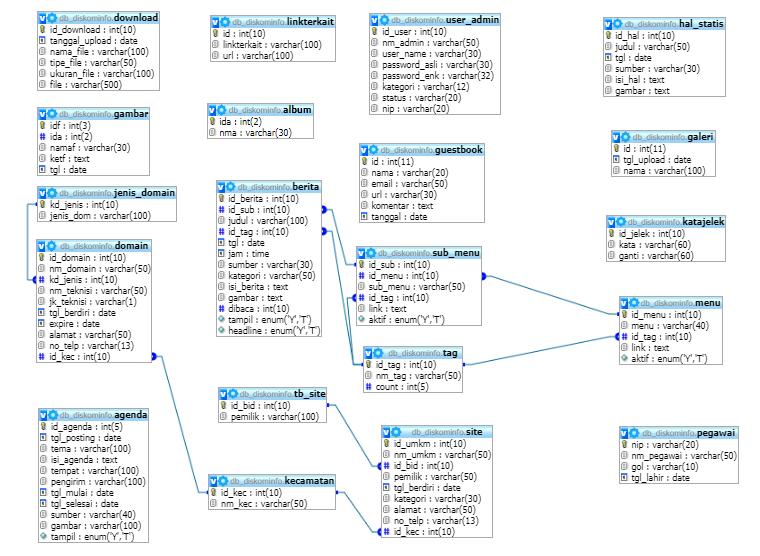 db_diskominfo.download
id_download : int(10)
tanggal_upload : date
nama_file : varchar(100)
tipe_file : varchar(50)
ukuran_file : varchar(100)
file : varchar(500)
db_diskominfo.linkterkait
id : int(10)
linkterkait : varchar(100)
url : varchar(100)
db_diskominfo.user_admin
id_user : int(10)
nm_admin : varchar(50)
user_name : varchar(30)
password_asli : varchar(30)
password_enk : varchar(32)
kategori : varchar(12)
status : varchar(20)
nip : varchar(20)
db_diskominfo.hal_statis
id_hal : int(10)
judul : varchar(50)
tgl : date
sumber : varchar(30)
isi_hal : text
gambar : text
db_diskominfo.gambar
idf : int(3)
ida : int(2)
namaf : varchar(30)
ketf : text
tgl : date
db_diskominfo.album
ida : int(2)
nma : varchar(30)
db_diskominfo.guestbook
id : int(11)
nama : varchar(20)
email : varchar(50)
url : varchar(30)
komentar : text
tanggal : date
db_diskominfo.galeri
id : int(11)
tgl_upload : date
nama : varchar(100)
db_diskominfo.jenis_domain
kd_jenis : int(10)
jenis_dom : varchar(100)
db_diskominfo.berita
id_berita : int(10)
id_sub : int(10)
judul : varchar(100)
id_tag : int(10)
tgl : date
jam : time
sumber : varchar(30)
kategori : varchar(50)
isi_berita : text
gambar : text
dibaca : int(10)
tampil : enum('Y','T')
headline : enum('Y','T')
db_diskominfo.katajelek
id_jelek : int(10)
kata : varchar(60)
ganti : varchar(60)
db_diskominfo.domain
id_domain : int(10)
nm_domain : varchar(50)
kd_jenis : int(10)
nm_teknisi : varchar(50)
jk_teknisi : varchar(1)
tgl_berdiri : date
expire : date
alamat : varchar(50)
no_telp : varchar(13)
id_kec : int(10)
db_diskominfo.sub_menu
id_sub : int(10)
id_menu : int(10)
sub_menu : varchar(50)
id_tag : int(10)
link : text
aktif : enum('Y','T')
db_diskominfo.menu
id_menu : int(10)
menu : varchar(40)
id_tag : int(10)
link : text
aktif : enum('Y','T')
db_diskominfo.tag
id_tag : int(10)
nm_tag : varchar(50)
count : int(5)
db_diskominfo.tb_site
id_bid : int(10)
pemilik : varchar(100)
db_diskominfo.agenda
id_agenda : int(5)
tgl_posting : date
tema : varchar(100)
isi_agenda : text
tempat : varchar(100)
pengirim : varchar(100)
tgl_mulai : date
tgl_selesai : date
sumber : varchar(40)
gambar : varchar(100)
tampil : enum('Y','T')
db_diskominfo.site
id_umkm : int(10)
nm_umkm : varchar(50)
id_bid : int(10)
pemilik : varchar(50)
tgl_berdiri : date
kategori : varchar(30)
alamat : varchar(50)
no_telp : varchar(13)
id_kec : int(10)
db_diskominfo.pegawai
nip : varchar(20)
nm_pegawai : varchar(50)
gol : varchar(10)
tgl_lahir : date
db_diskominfo.kecamatan
id_kec : int(10)
nm_kec : varchar(50)